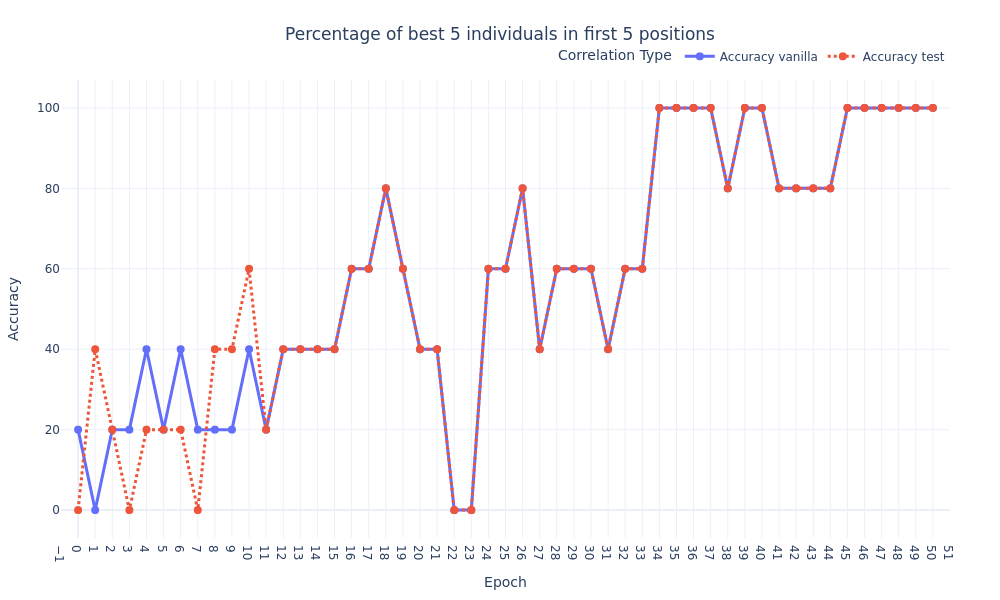 Percentage of best 5 individuals in first 5 positions
Correlation Type Accuracy vanilla Accuracy test
100
80
60
40
20
0
Accuracy
−1 0 1 2 3 4 5 6 7 8 9 10 11 12 13 14 15 16 17 18 19 20 21 22 23 24 25 26 27 28 29 30 31 32 33 34 35 36 37 38 39 40 41 42 43 44 45 46 47 48 49 50 51
Epoch